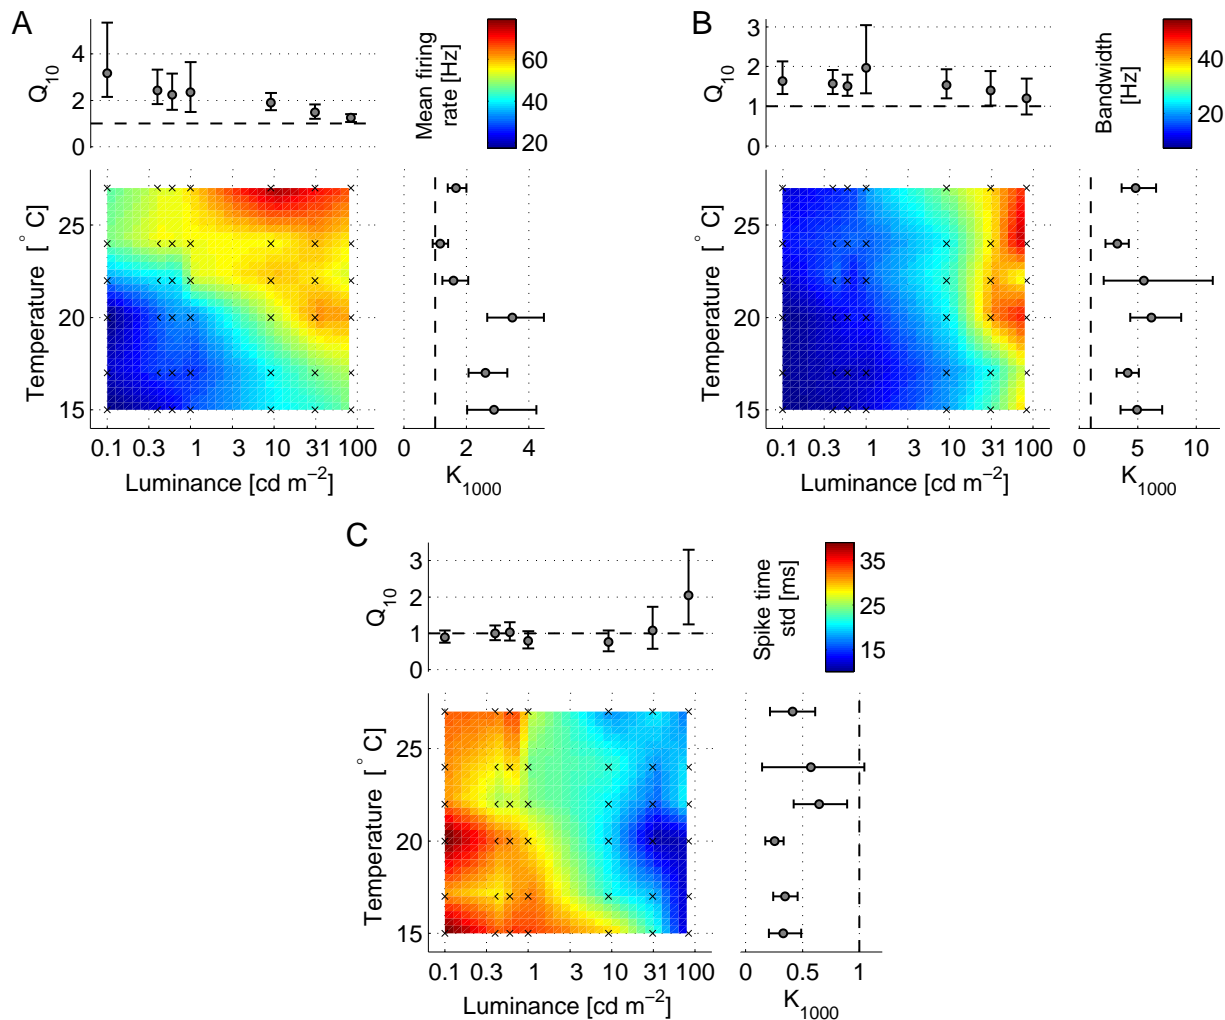 A
4
2
0
Q10
Mean firing
rate [Hz]
60
40
20
25
20
15
Temperature [° C]
0.1 0.3 1 3 10 31 100
Luminance [cd m−2]
0 2 4
K1000
B
3
2
1
0
Q10
Bandwidth
[Hz]
40
20
25
20
15
Temperature [° C]
0.1 0.3 1 3 10 31 100
Luminance [cd m−2]
0 5 10
K1000
C
3
2
1
0
Q10
Spike time
std [ms]
35
25
15
25
20
15
Temperature [° C]
0.1 0.3 1 3 10 31 100
Luminance [cd m−2]
0 0.5 1
K1000